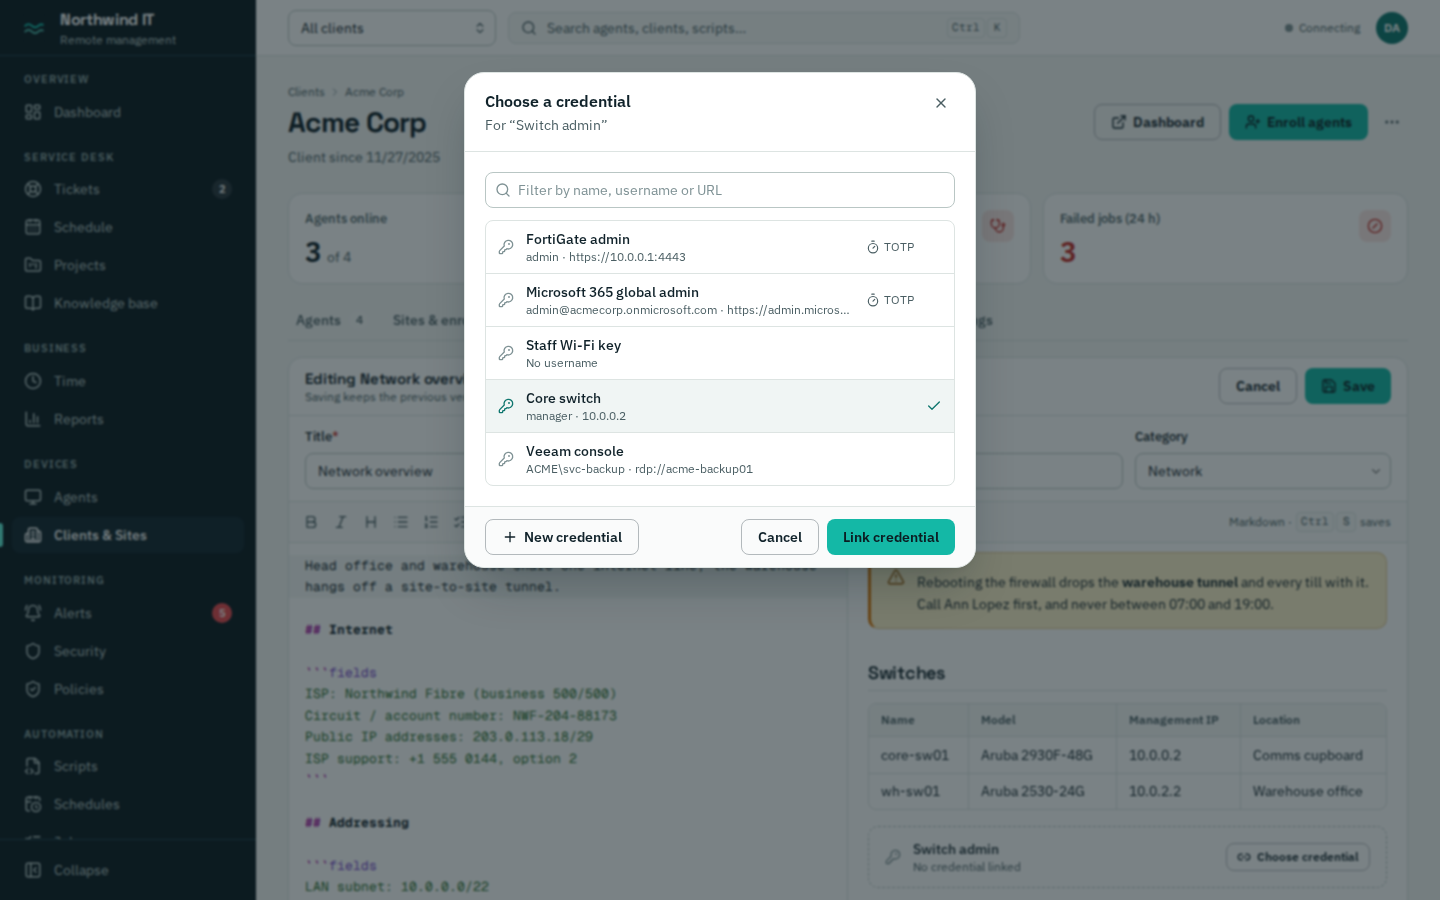 Northwind IT
Remote management
All clients
Search agents, clients, scripts...
Ctrl K
Connecting
DA
OVERVIEW
Dashboard
SERVICE DESK
Tickets 2
Schedule
Projects
Knowledge base
BUSINESS
Time
Reports
DEVICES
Agents
Clients & Sites
MONITORING
Alerts 5
Security
Policies
AUTOMATION
Scripts
Schedules
Collapse
Clients > Acme Corp
Acme Corp
Client since 11/27/2025
Dashboard
Enroll agents
Agents online
3 of 4
Failed jobs (24 h)
3
Agents 4
Editing Network
Cancel
Save
Saving keeps the previous
Title*
Category
Network overview
Network
B I H
Markdown · Ctrl S saves
Choose a credential
For “Switch admin”
Filter by name, username or URL
FortiGate admin
admin · https://10.0.0.1:4443
TOTP
Microsoft 365 global admin
admin@acmecorp.onmicrosoft.com · https://admin.micros...
TOTP
Staff Wi-Fi key
No username
Core switch
manager · 10.0.0.2
Veeam console
ACME\svc-backup · rdp://acme-backup01
New credential
Cancel
Link credential
Head office and
hangs off a site-to-site tunnel.
## Internet
```fields
ISP: Northwind Fibre (business 500/500)
Circuit / account number: NWF-204-88173
Public IP addresses: 203.0.113.18/29
ISP support: +1 555 0144, option 2
```
## Addressing
```fields
LAN subnet: 10.0.0.0/22
Rebooting the firewall drops the warehouse tunnel and every till with it.
Call Ann Lopez first, and never between 07:00 and 19:00.
Switches
Name Model Management IP Location
core-sw01 Aruba 2930F-48G 10.0.0.2 Comms cupboard
wh-sw01 Aruba 2530-24G 10.0.2.2 Warehouse office
Switch admin
No credential linked
Choose credential